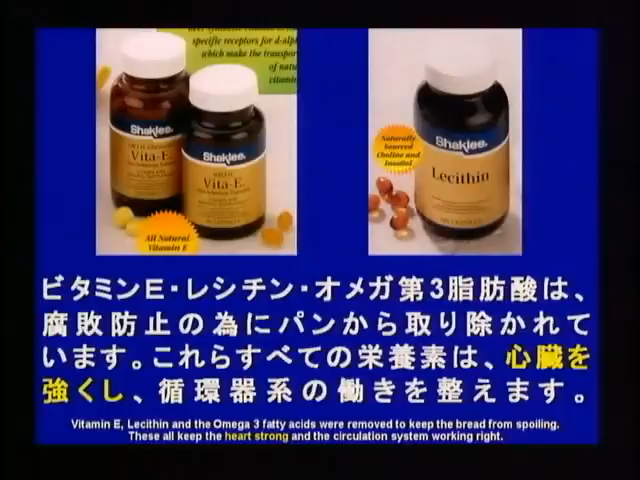 specific receptors for d-alph
which make the transpor
of natu
vitamin
Shaklee.
Vita-E
Shaklee.
Vita-E
All Natural
Vitamin E
Naturally
Sourced
Choline and
Inositol
Shaklee.
Lecithin
ビタミンE・レシチン・オメガ第3脂肪酸は、
腐敗防止の為にパンから取り除かれて
います。これらすべての栄養素は、心臓を
強くし、循環器系の働きを整えます。
Vitamin E, Lecithin and the Omega 3 fatty acids were removed to keep the bread from spoiling.
These all keep the heart strong and the circulation system working right.